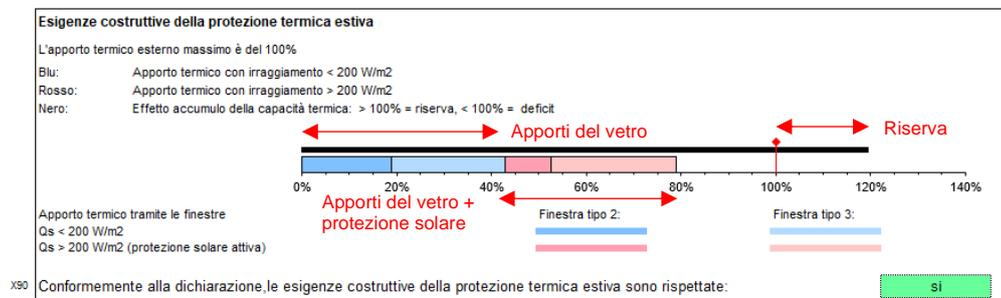 Esigenze costruttive della protezione termica estiva
L'apporto termico esterno massimo è del 100%
Blu: Apporto termico con irraggiamento < 200 W/m2
Rosso: Apporto termico con irraggiamento > 200 W/m2
Nero: Effetto accumulo della capacità termica: > 100% = riserva, < 100% = deficit
Apporti del vetro
Riserva
0% 20% 40% 60% 80% 100% 120% 140%
Apporti del vetro +
protezione solare
Apporto termico tramite le finestre Finestra tipo 2: Finestra tipo 3:
Qs < 200 W/m2
Qs > 200 W/m2 (protezione solare attiva)
X90 Conformemente alla dichiarazione,le esigenze costruttive della protezione termica estiva sono rispettate: si